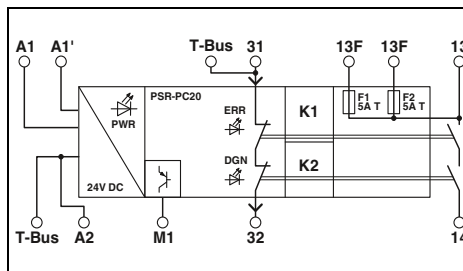 A1 A1' T-Bus 31 13F 13F 13
PSR-PC20 F1 F2
5A T 5A T
PWR ERR K1
DGN K2
24V DC
T-Bus A2 M1 32 14